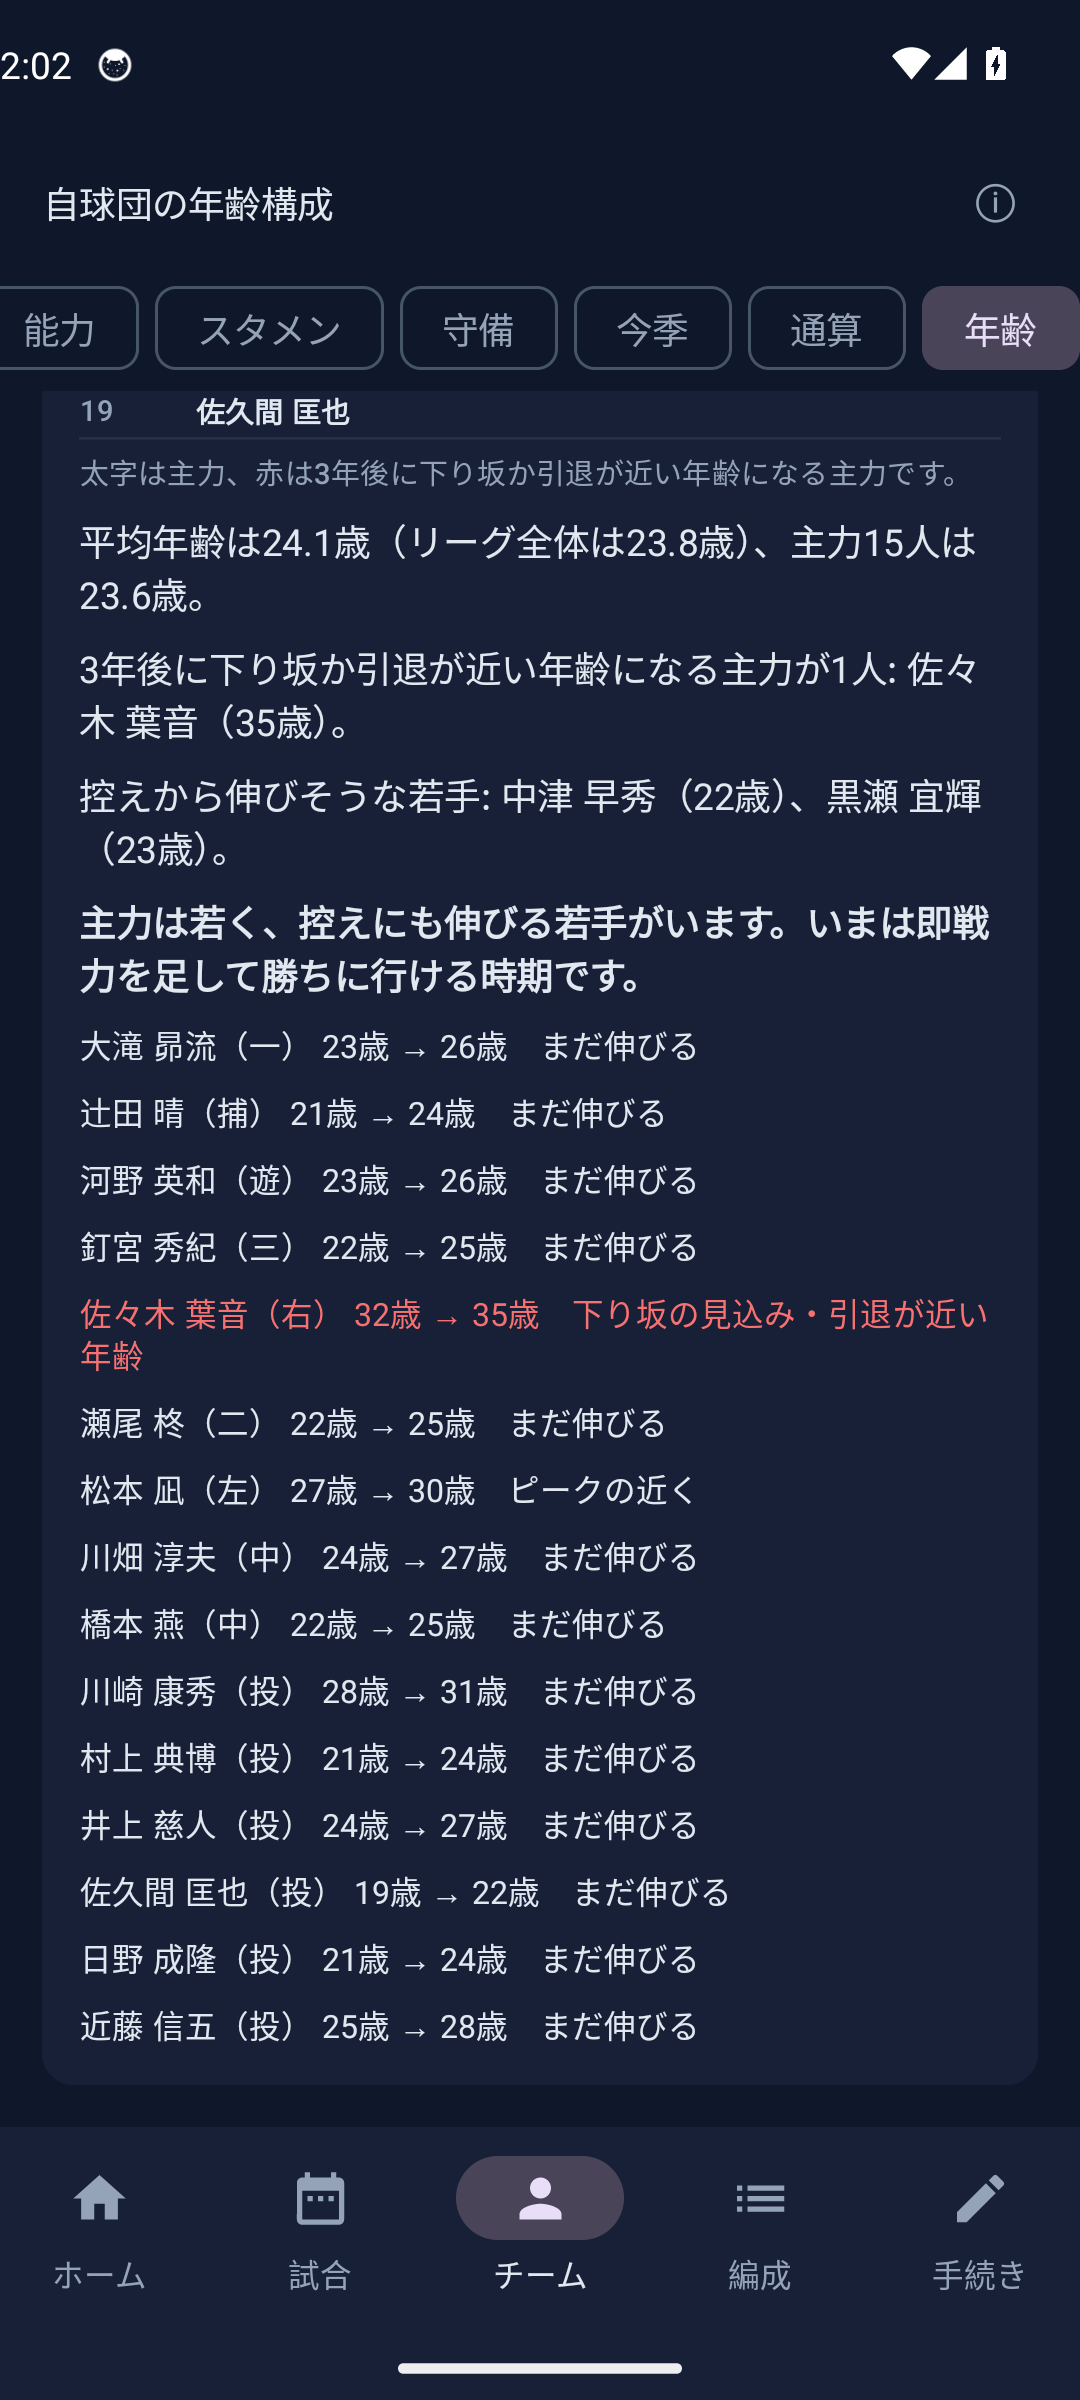 2:02
自球団の年齢構成
能力 スタメン 守備 今季 通算 年齢
19 佐久間 匡也
太字は主力、赤は3年後に下り坂か引退が近い年齢になる主力です。
平均年齢は24.1歳（リーグ全体は23.8歳）、主力15人は
23.6歳。
3年後に下り坂か引退が近い年齢になる主力が1人: 佐々
木 葉音（35歳）。
控えから伸びそうな若手: 中津 早秀（22歳）、黒瀬 宜輝
（23歳）。
主力は若く、控えにも伸びる若手がいます。いまは即戦
力を足して勝ちに行ける時期です。
大滝 昴流（一） 23歳 → 26歳　まだ伸びる
辻田 晴（捕） 21歳 → 24歳　まだ伸びる
河野 英和（遊） 23歳 → 26歳　まだ伸びる
釘宮 秀紀（三） 22歳 → 25歳　まだ伸びる
佐々木 葉音（右） 32歳 → 35歳　下り坂の見込み・引退が近い
年齢
瀬尾 柊（二） 22歳 → 25歳　まだ伸びる
松本 凪（左） 27歳 → 30歳　ピークの近く
川畑 淳夫（中） 24歳 → 27歳　まだ伸びる
橋本 燕（中） 22歳 → 25歳　まだ伸びる
川崎 康秀（投） 28歳 → 31歳　まだ伸びる
村上 典博（投） 21歳 → 24歳　まだ伸びる
井上 慈人（投） 24歳 → 27歳　まだ伸びる
佐久間 匡也（投） 19歳 → 22歳　まだ伸びる
日野 成隆（投） 21歳 → 24歳　まだ伸びる
近藤 信五（投） 25歳 → 28歳　まだ伸びる
ホーム 試合 チーム 編成 手続き